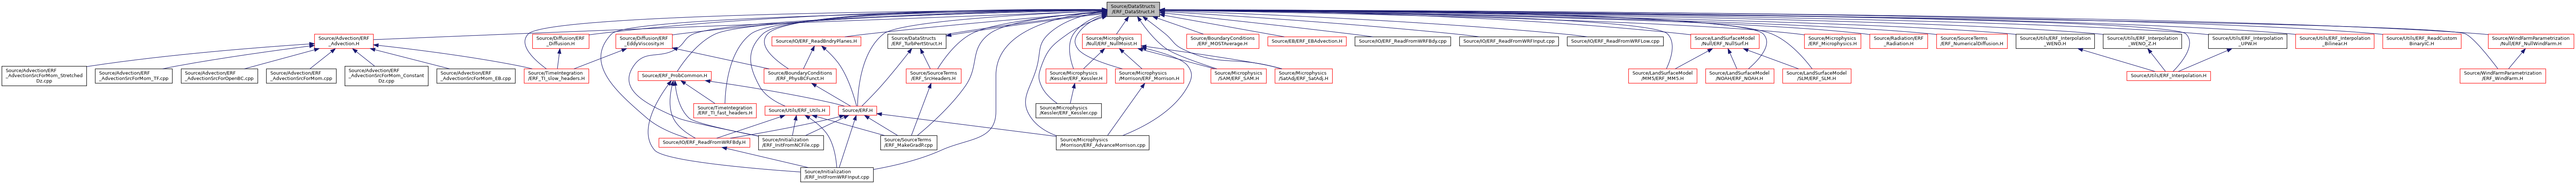 Source/DataStructs
/ERF_DataStruct.H
Source/Advection/ERF
_Advection.H
Source/Diffusion/ERF
_Diffusion.H
Source/Diffusion/ERF
_EddyViscosity.H
Source/IO/ERF_ReadBndryPlanes.H
Source/DataStructs
/ERF_TurbPertStruct.H
Source/Microphysics
/Null/ERF_NullMoist.H
Source/BoundaryConditions
/ERF_MOSTAverage.H
Source/EB/ERF_EBAdvection.H
Source/IO/ERF_ReadFromWRFBdy.cpp
Source/IO/ERF_ReadFromWRFInput.cpp
Source/IO/ERF_ReadFromWRFLow.cpp
Source/LandSurfaceModel
/Null/ERF_NullSurf.H
Source/Microphysics
/ERF_Microphysics.H
Source/Radiation/ERF
_Radiation.H
Source/SourceTerms
/ERF_NumericalDiffusion.H
Source/Utils/ERF_Interpolation
_WENO.H
Source/Utils/ERF_Interpolation
_WENO_Z.H
Source/Utils/ERF_Interpolation
_UPW.H
Source/Utils/ERF_Interpolation
_Bilinear.H
Source/Utils/ERF_ReadCustom
BinaryIC.H
Source/WindFarmParametrization
/Null/ERF_NullWindFarm.H
Source/Advection/ERF
_AdvectionSrcForMom_Stretched
Dz.cpp
Source/Advection/ERF
_AdvectionSrcForMom_TF.cpp
Source/Advection/ERF
_AdvectionSrcForOpenBC.cpp
Source/Advection/ERF
_AdvectionSrcForMom.cpp
Source/Advection/ERF
_AdvectionSrcForMom_Constant
Dz.cpp
Source/Advection/ERF
_AdvectionSrcForMom_EB.cpp
Source/TimeIntegration
/ERF_TI_slow_headers.H
Source/ERF_ProbCommon.H
Source/BoundaryConditions
/ERF_PhysBCFunct.H
Source/SourceTerms
/ERF_SrcHeaders.H
Source/Microphysics
/Kessler/ERF_Kessler.H
Source/Microphysics
/Morrison/ERF_Morrison.H
Source/Microphysics
/SAM/ERF_SAM.H
Source/Microphysics
/SatAdj/ERF_SatAdj.H
Source/LandSurfaceModel
/MM5/ERF_MM5.H
Source/LandSurfaceModel
/NOAH/ERF_NOAH.H
Source/LandSurfaceModel
/SLM/ERF_SLM.H
Source/Utils/ERF_Interpolation.H
Source/WindFarmParametrization
/ERF_WindFarm.H
Source/TimeIntegration
/ERF_TI_fast_headers.H
Source/Utils/ERF_Utils.H
Source/ERF.H
Source/Microphysics
/Kessler/ERF_Kessler.cpp
Source/IO/ERF_ReadFromWRFBdy.H
Source/Initialization
/ERF_InitFromNCFile.cpp
Source/SourceTerms
/ERF_MakeGradP.cpp
Source/Microphysics
/Morrison/ERF_AdvanceMorrison.cpp
Source/Initialization
/ERF_InitFromWRFInput.cpp